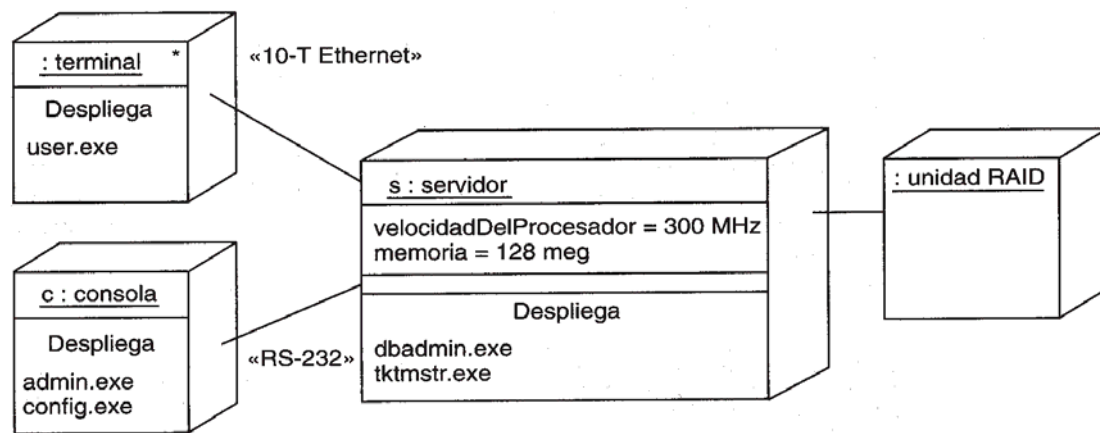 : terminal *
Despliega
user.exe
«10-T Ethernet»
c : consola
Despliega
admin.exe
config.exe
«RS-232»
s : servidor
velocidadDelProcesador = 300 MHz
memoria = 128 meg
Despliega
dbadmin.exe
tktmstr.exe
: unidad RAID